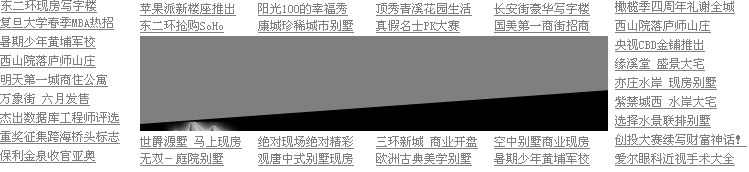 东二环现房写字楼
复旦大学春季MBA热招
暑期少年黄埔军校
西山院落庐师山庄
明天第一城商住公寓
万象街 六月发售
杰出数据库工程师评选
重奖征集跨海桥头标志
保利金泉收官亚奥
苹果派新楼座推出 阳光100的幸福秀 顶秀青溪花园生活 长安街豪华写字楼
东二环抢购SoHo 康城珍稀城市别墅 真假名士PK大赛 国美第一商街招商
世爵源墅 马上现房 绝对现场绝对精彩 三环新城 商业开盘 空中别墅商业现房
无双－庭院别墅 观唐中式别墅现房 欧洲古典美学别墅 暑期少年黄埔军校
橄榄季四周年礼谢全城
西山院落庐师山庄
央视CBD金铺推出
缘溪堂 盛景大宅
亦庄水岸 现房别墅
紫禁城西 水岸大宅
选择水景联排别墅
创投大赛续写财富神话！
爱尔眼科近视手术大全